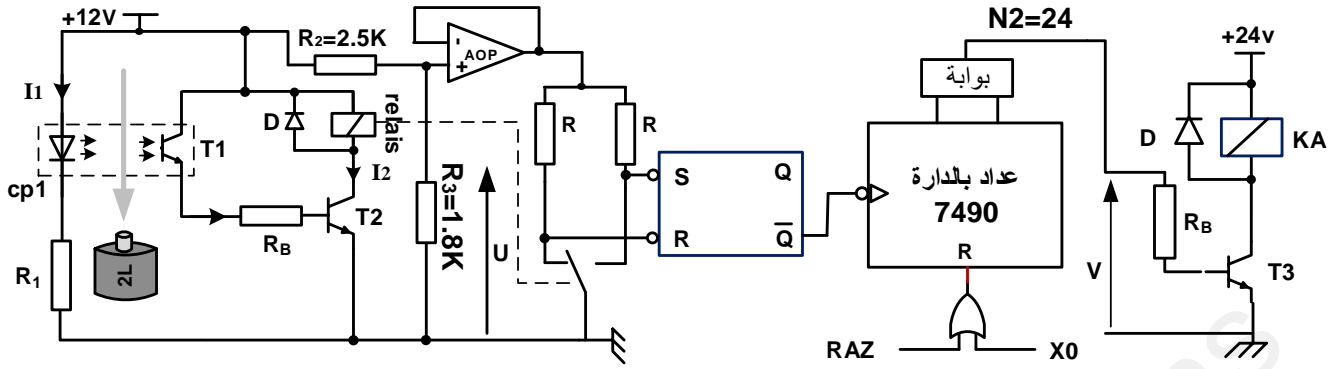 +12V
R2=2.5K
-
+
AOP
N2=24
+24v
I1
بوابة
D
relais
R
R
D
KA
T1
cp1
I2
R3=1.8K
S
Q
عداد بالدارة
7490
T2
RB
U
R
Q̅
RB
V
R1
2L
R
T3
RAZ
X0